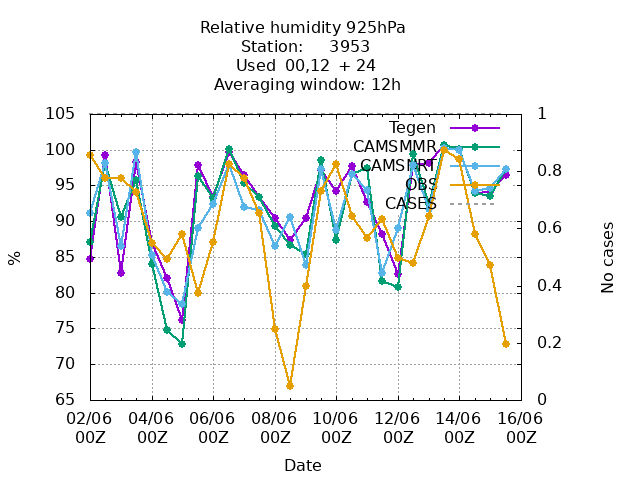 Relative humidity 925hPa
Station: 3953
Used 00,12 + 24
Averaging window: 12h
105
100
95
90
85
80
75
70
65
%
1
0.8
0.6
0.4
0.2
0
No cases
Tegen
CAMSMMR
CAMSNRT
OBS
CASES
02/06 04/06 06/06 08/06 10/06 12/06 14/06 16/06
00Z 00Z 00Z 00Z 00Z 00Z 00Z 00Z
Date